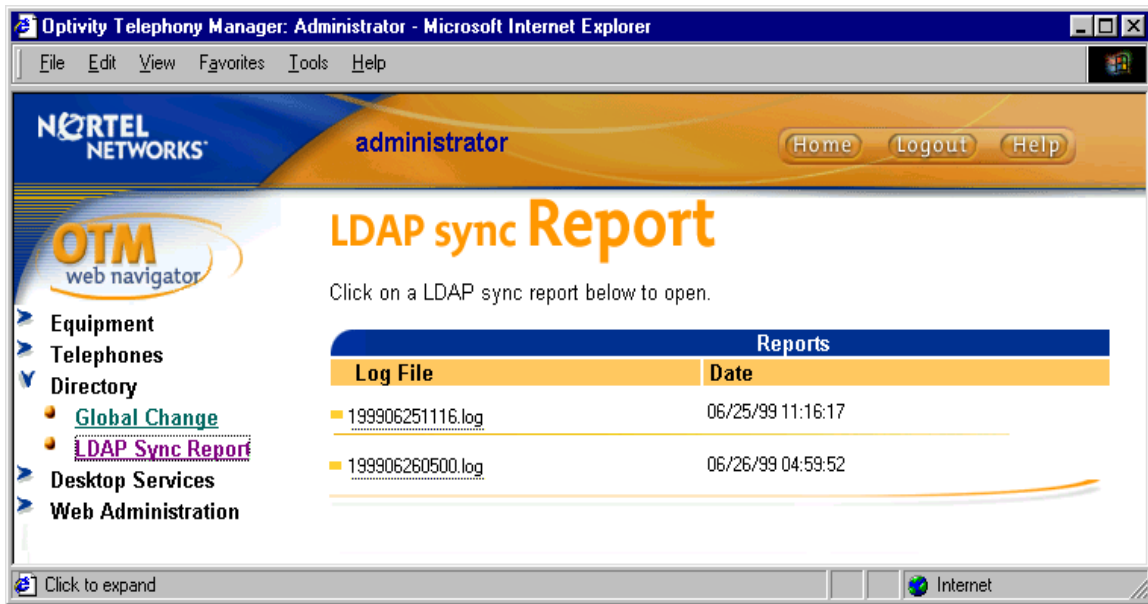 Optivity Telephony Manager: Administrator - Microsoft Internet Explorer
File Edit View Favorites Tools Help
NORTEL
NETWORKS
administrator
Home Logout Help
OTM
web navigator
Equipment
Telephones
Directory
Global Change
LDAP Sync Report
Desktop Services
Web Administration
LDAP sync Report
Click on a LDAP sync report below to open.
Reports
Log File Date
199906251116.log 06/25/99 11:16:17
199906260500.log 06/26/99 04:59:52
Click to expand
Internet